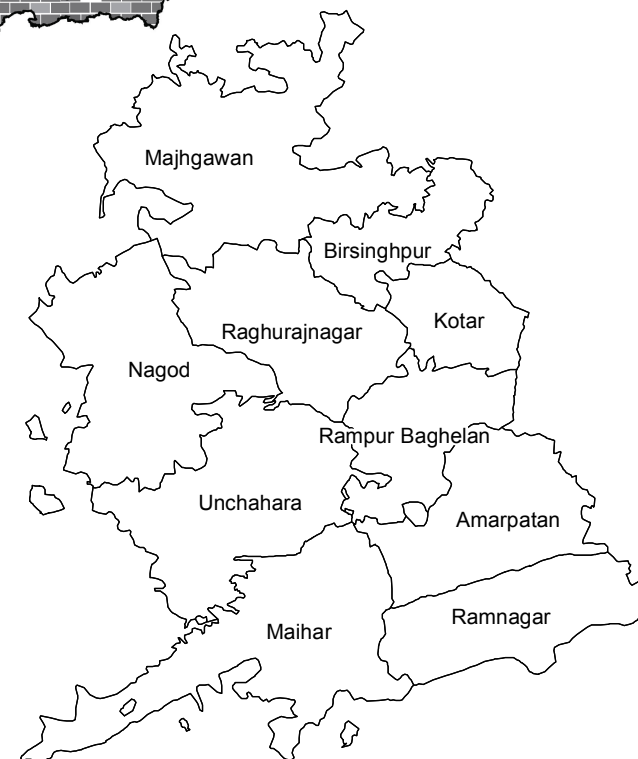 Majhgawan
Birsinghpur
Kotar
Raghurajnagar
Nagod
Rampur Baghelan
Unchahara
Amarpatan
Ramnagar
Maihar